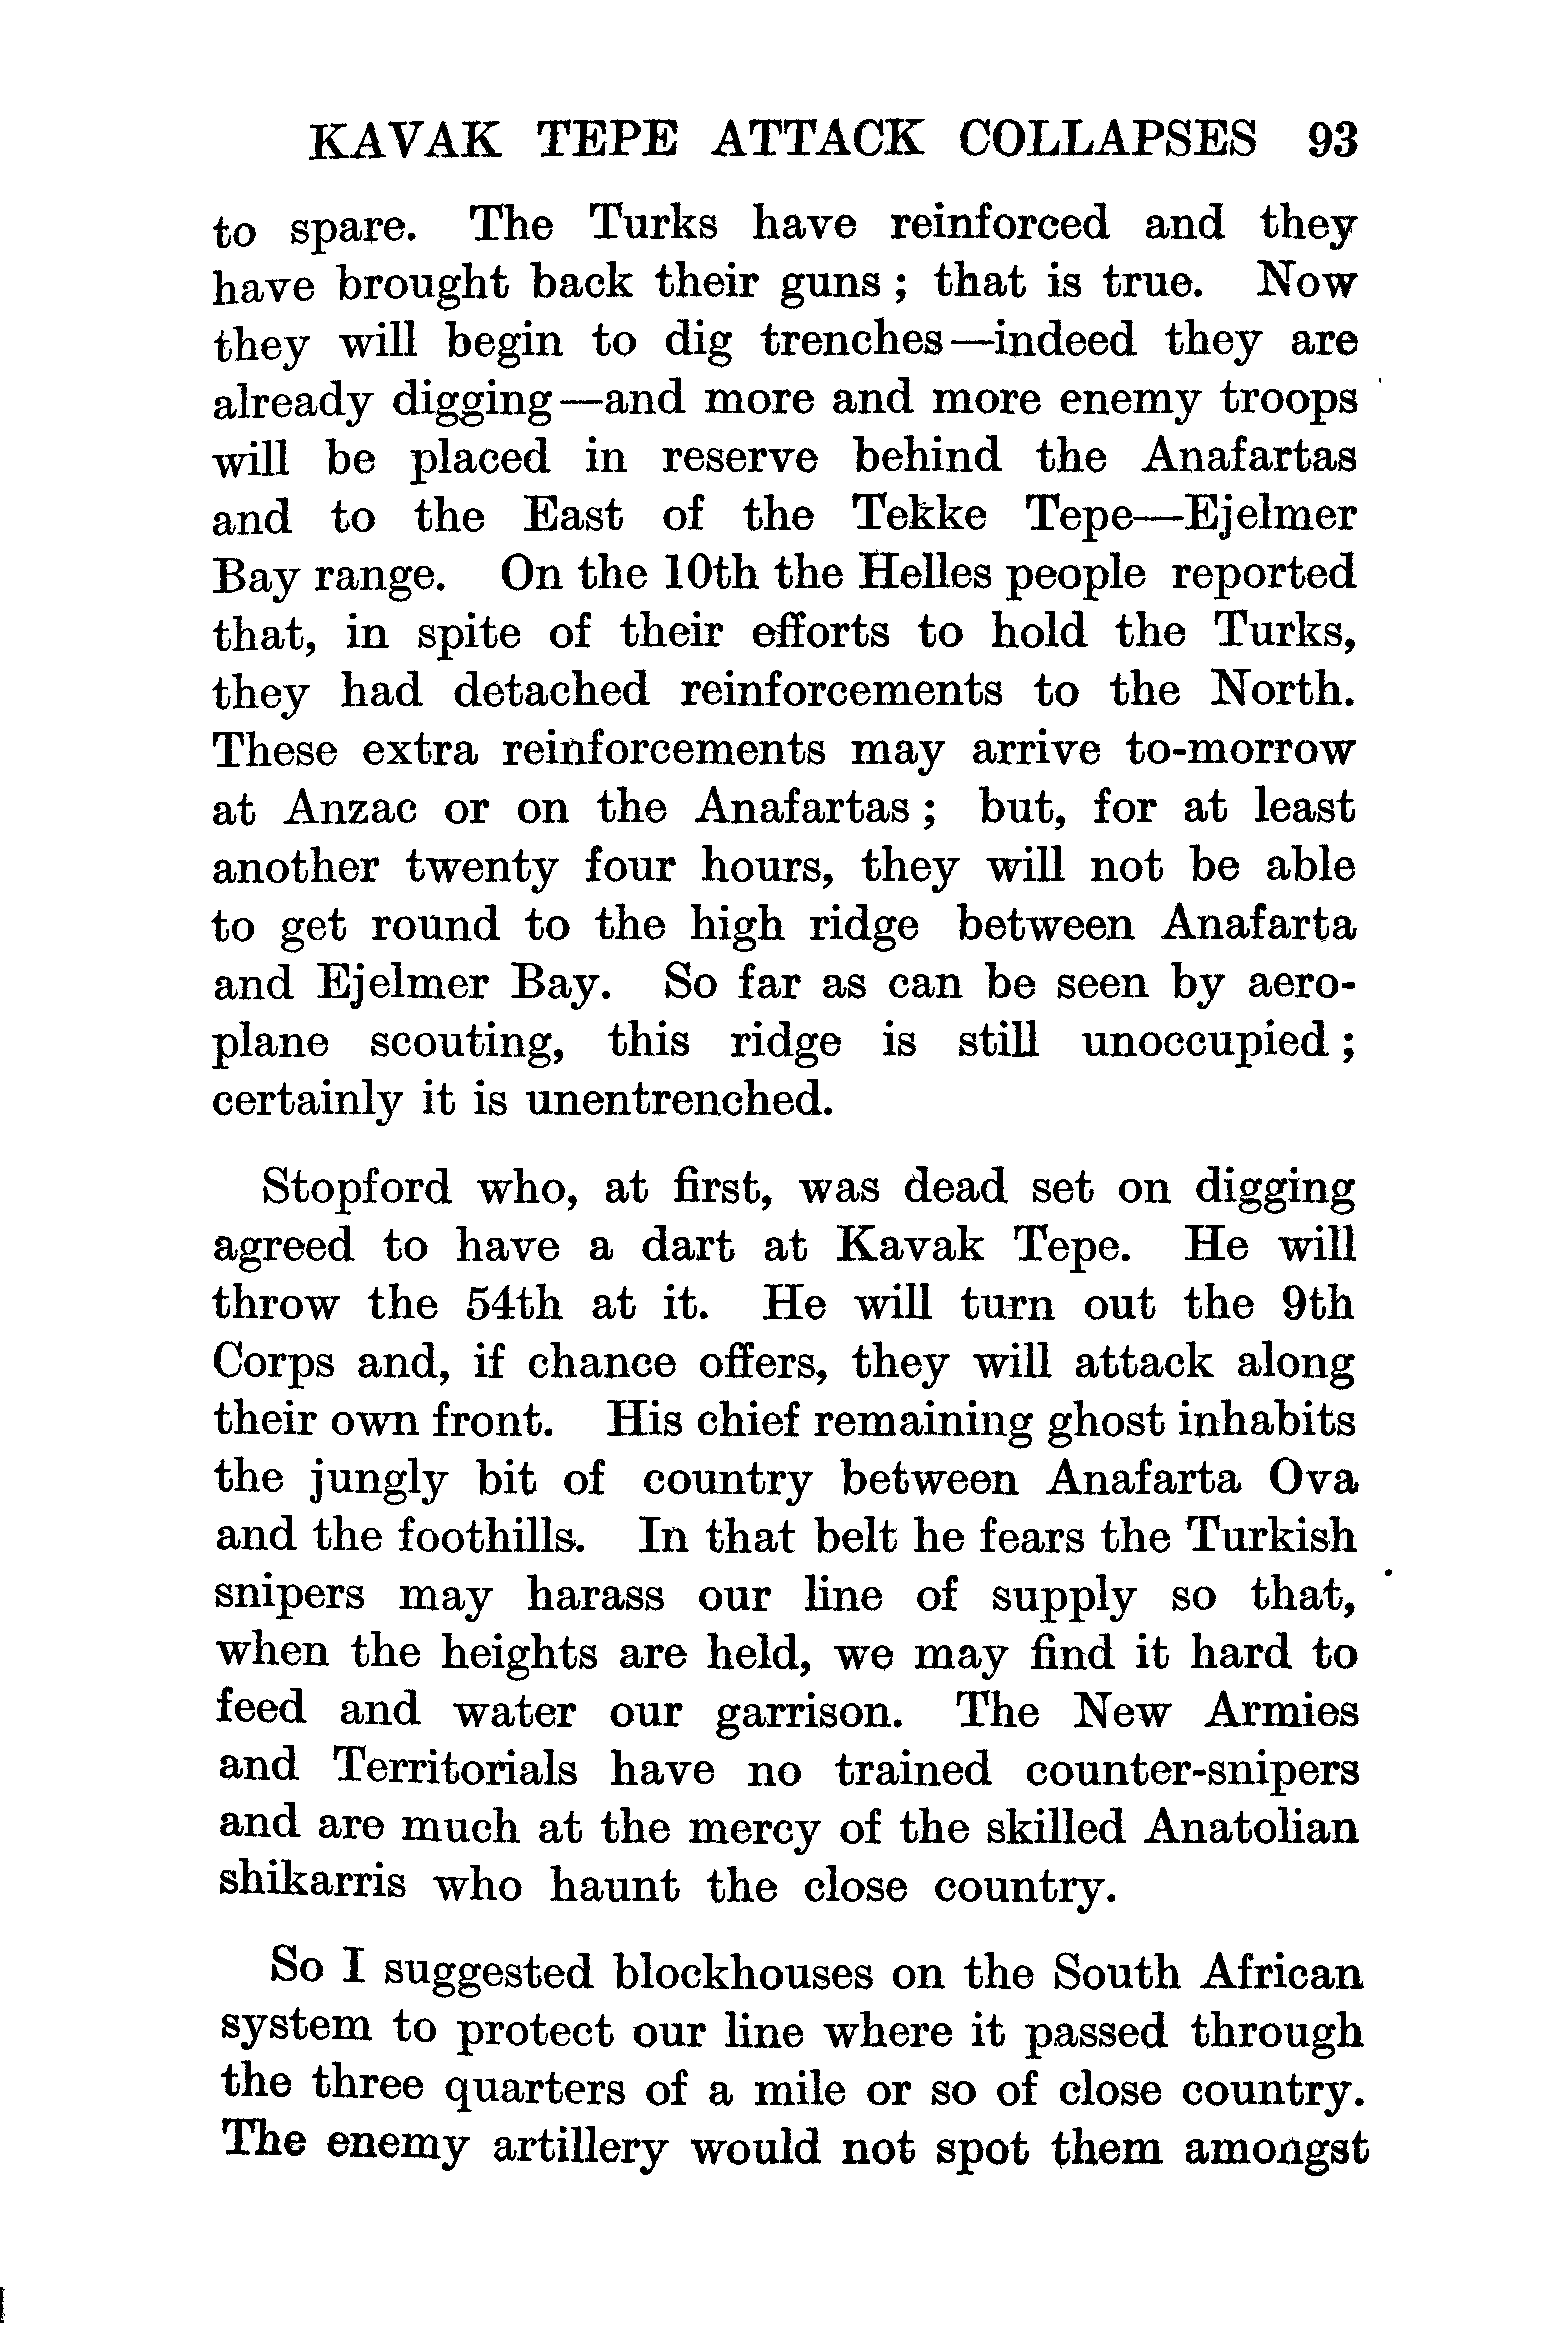 KAVAK TEPE ATTACK COLLAPSES 93
to spare. The Turks have reinforced and they
have brought back their guns ; that is true. Now
they will begin to dig trenches—indeed they are
already digging—and more and more enemy troops
will be placed in reserve behind the Anafartas
and to the East of the Tekke Tepe—Ejelmer
Bay range. On the 10th the Helles people reported
that, in spite of their efforts to hold the Turks,
they had detached reinforcements to the North.
These extra reinforcements may arrive to-morrow
at Anzac or on the Anafartas ; but, for at least
another twenty four hours, they will not be able
to get round to the high ridge between Anafarta
and Ejelmer Bay. So far as can be seen by aero-
plane scouting, this ridge is still unoccupied ;
certainly it is unentrenched.
Stopford who, at first, was dead set on digging
agreed to have a dart at Kavak Tepe. He will
throw the 54th at it. He will turn out the 9th
Corps and, if chance offers, they will attack along
their own front. His chief remaining ghost inhabits
the jungly bit of country between Anafarta Ova
and the foothills. In that belt he fears the Turkish
snipers may harass our line of supply so that,
when the heights are held, we may find it hard to
feed and water our garrison. The New Armies
and Territorials have no trained counter-snipers
and are much at the mercy of the skilled Anatolian
shikarris who haunt the close country.
So I suggested blockhouses on the South African
system to protect our line where it passed through
the three quarters of a mile or so of close country.
The enemy artillery would not spot them amongst